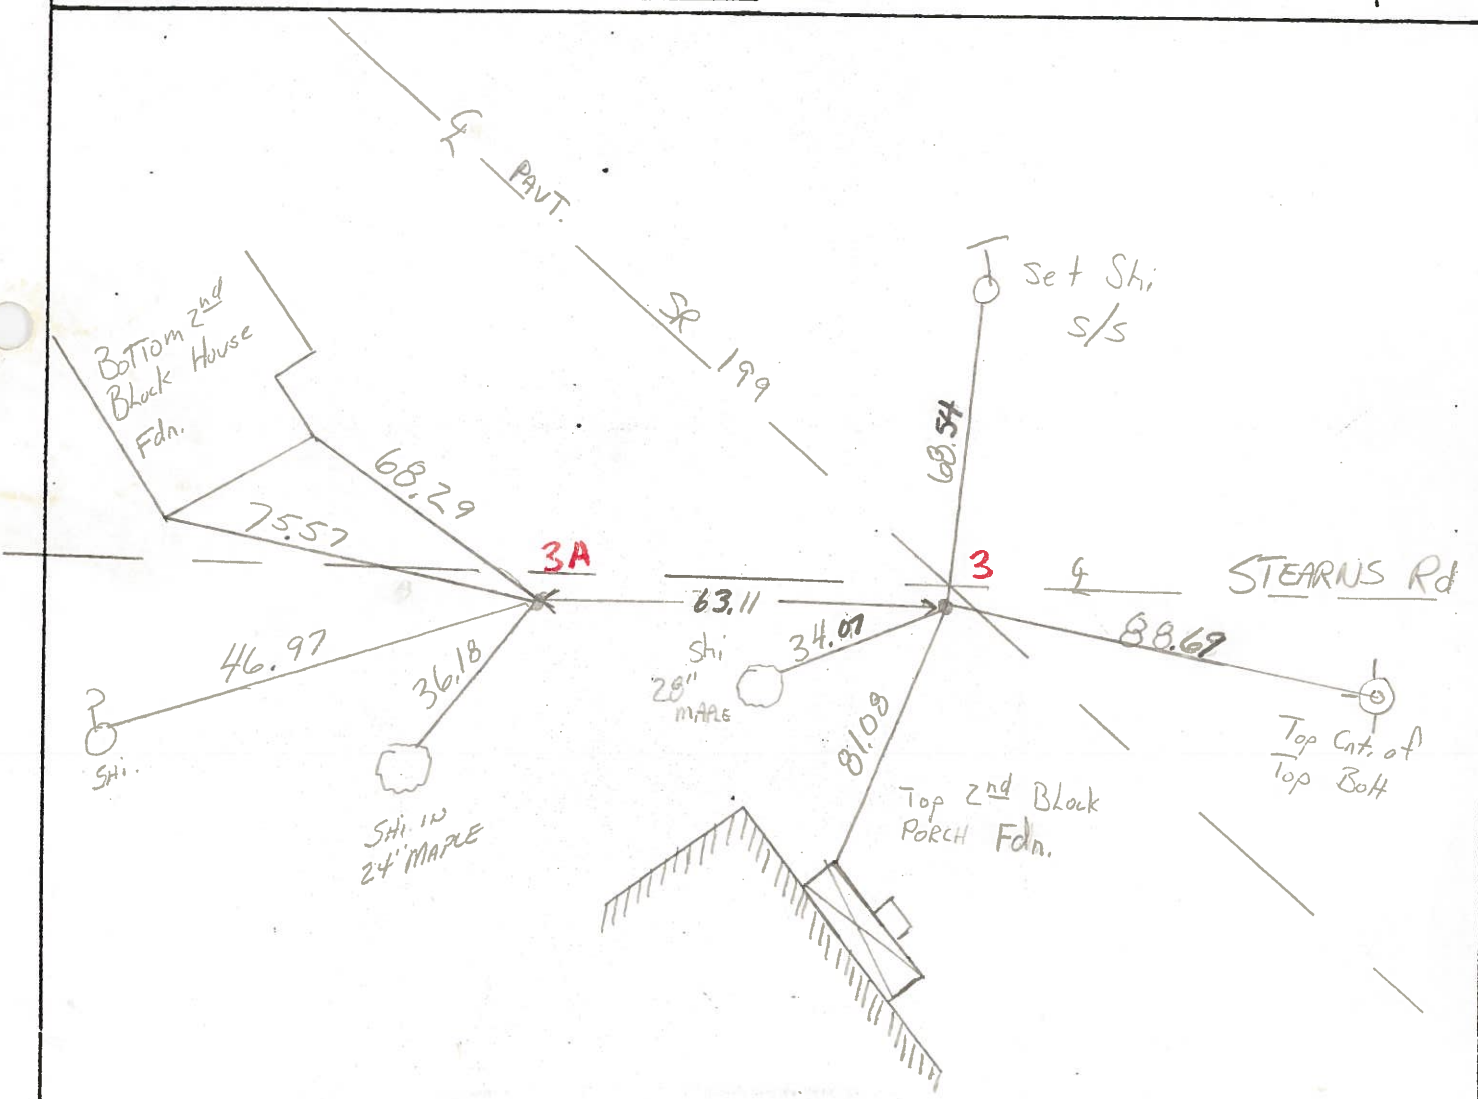 ℄
PAVT.
SR
199
Set Shi
S/S
Bottom 2nd
Block House
Fdn.
68.29
75.57
68.54
3A
3
63.11
℄
STEARNS Rd
46.97
36.18
Shi
28"
MAPLE
34.07
88.69
81.08
SHi.
SHi. IN
24" MAPLE
Top Cnt. of
Top Bolt
Top 2nd Block
PORCH Fdn.